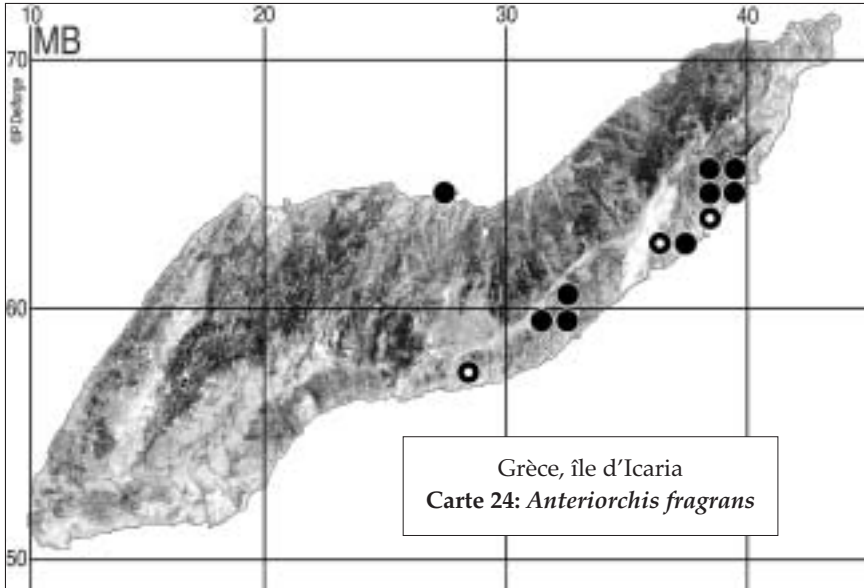 10 20 30 40
MB
70
©P.Delforge
60
50
Grèce, île d'Icaria
Carte 24: Anteriorchis fragrans